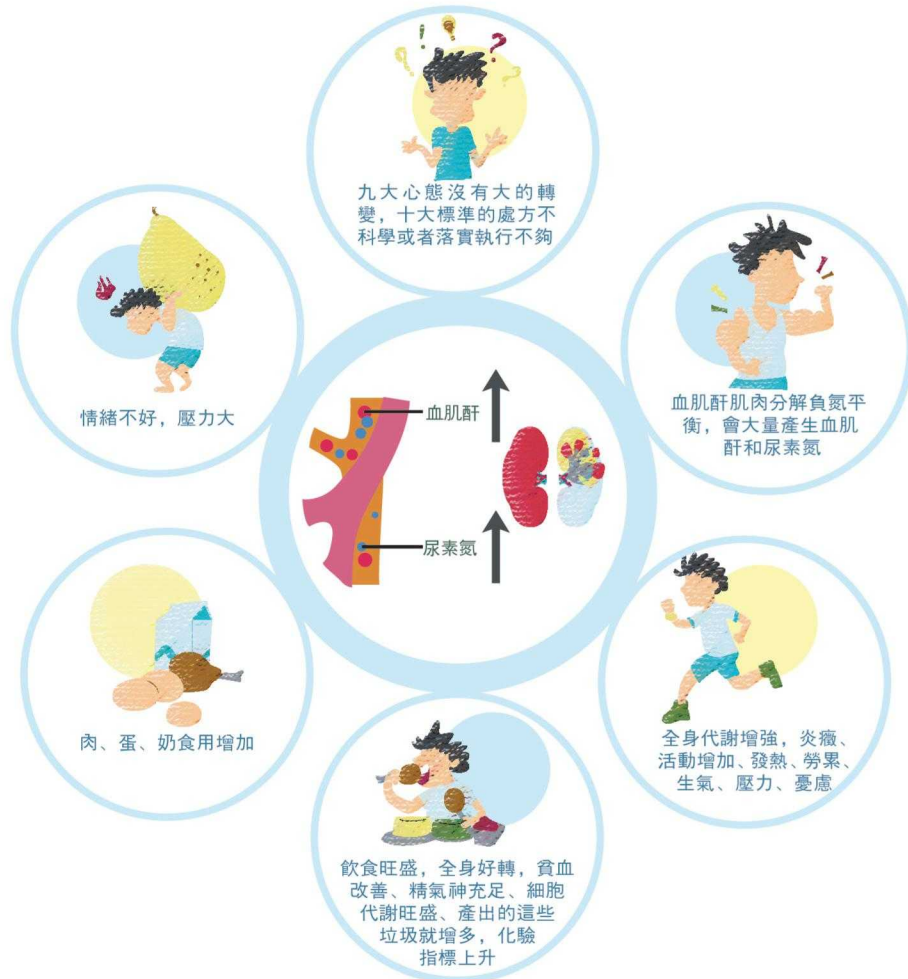 九大心態沒有大的轉
變，十大標準的處方不
科學或者落實執行不夠
情緒不好，壓力大
血肌酐肌肉分解負氮平
衡，會大量產生血肌
酐和尿素氮
血肌酐
尿素氮
肉、蛋、奶食用增加
全身代謝增強，炎癥、
活動增加、發熱、勞累、
生氣、壓力、憂慮
飲食旺盛，全身好轉，貧血
改善、精氣神充足、細胞
代謝旺盛、產出的這些
垃圾就增多，化驗
指標上升